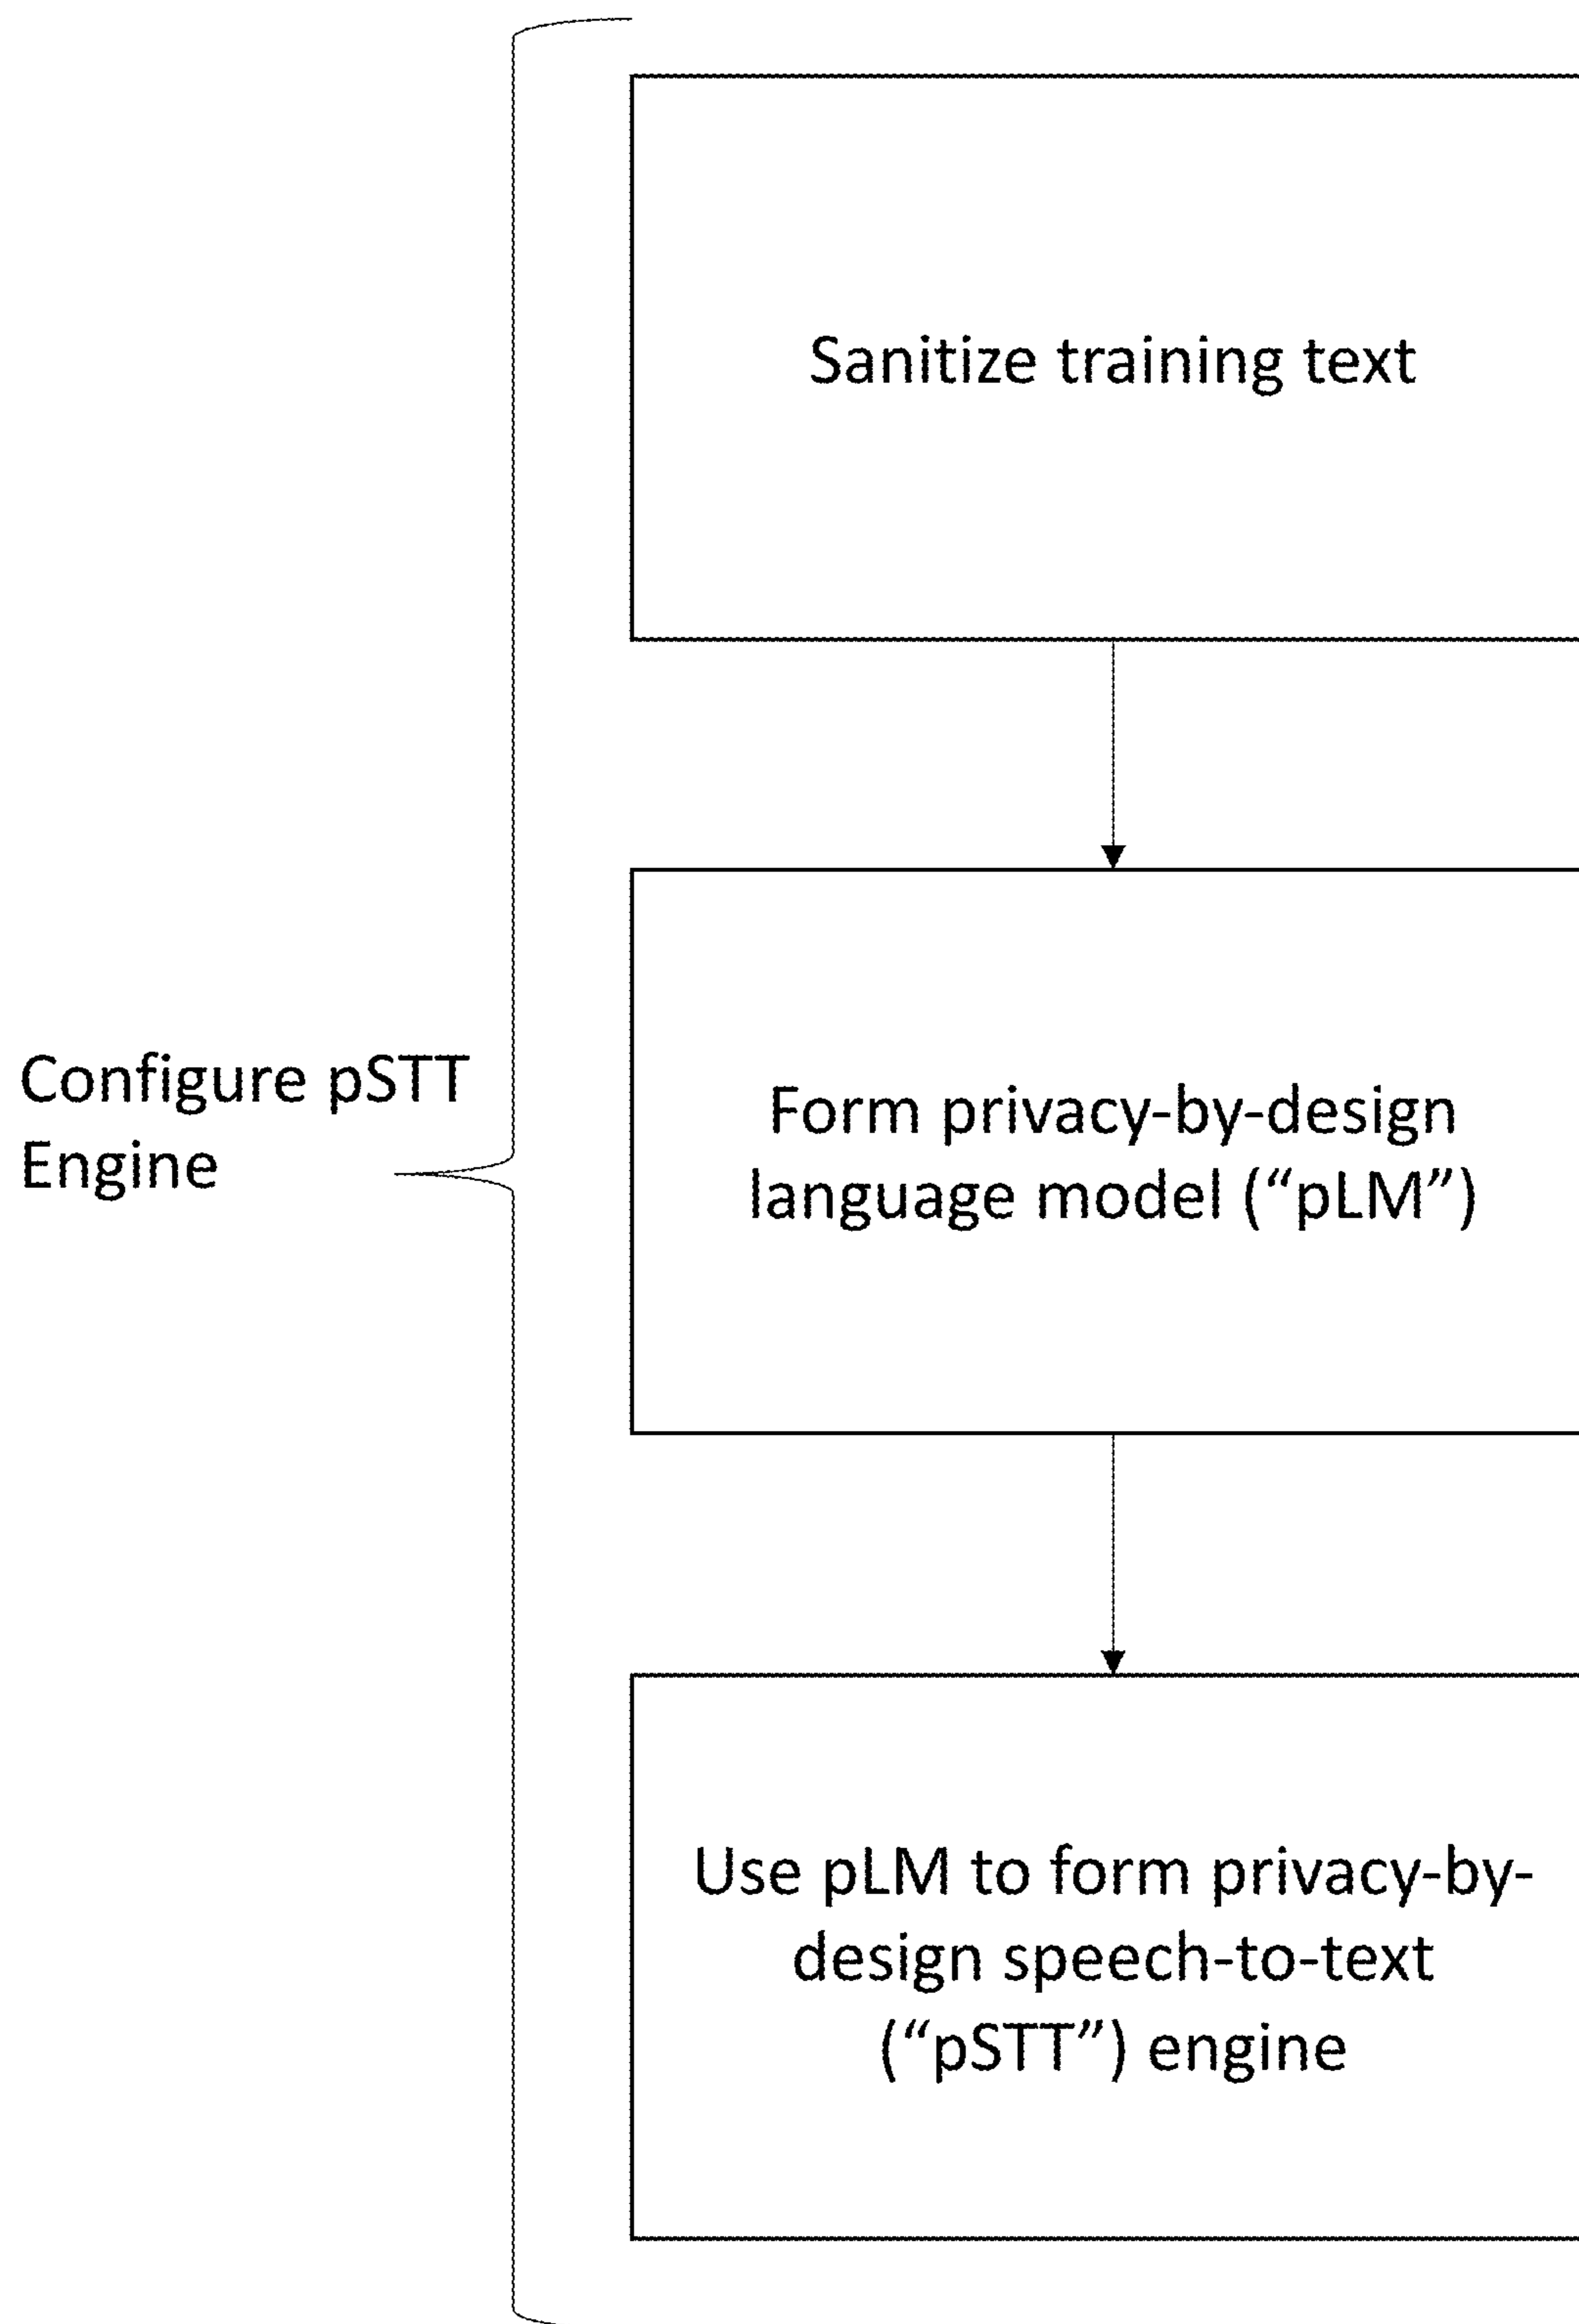 Sanitize training text
Configure pSTT
Engine
Form privacy-by-design
language model (“pLM”)
Use pLM to form privacy-by-
design speech-to-text
(“pSTT”) engine